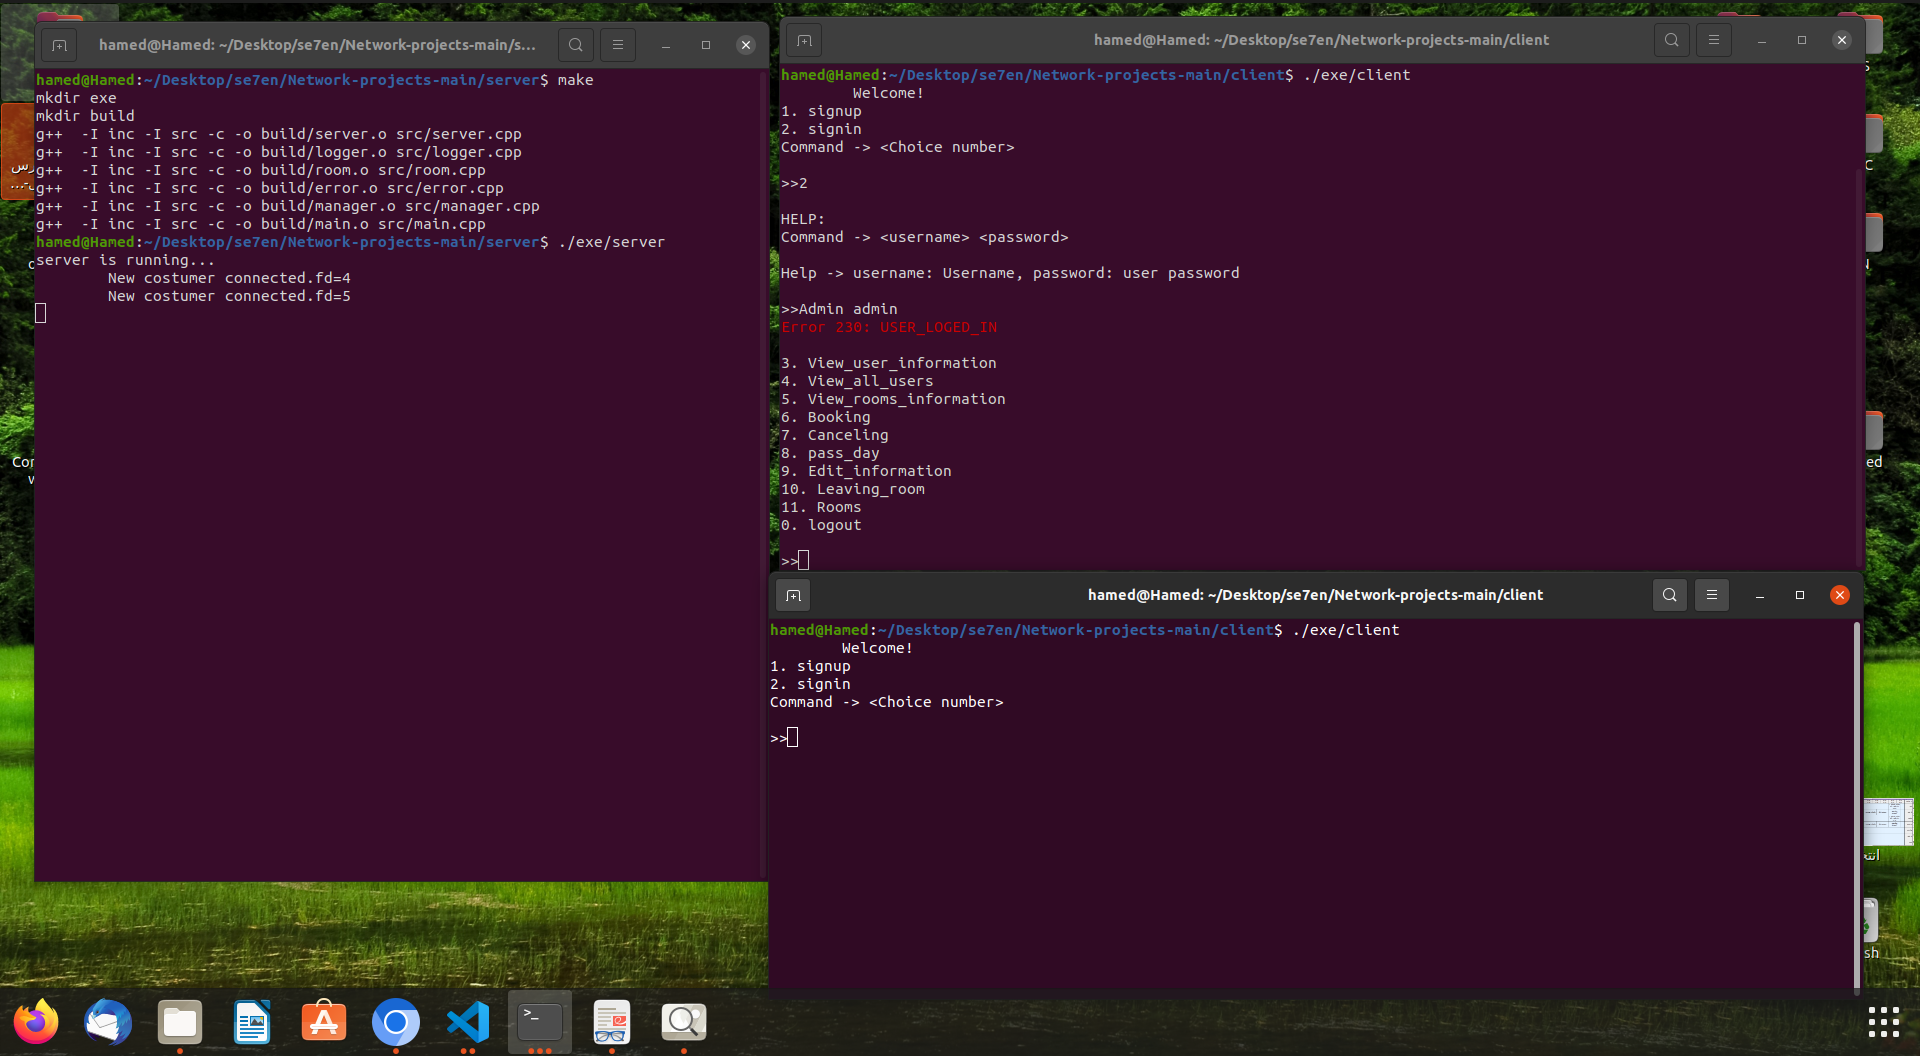 hamed@Hamed: ~/Desktop/se7en/Network-projects-main/s...
hamed@Hamed:~/Desktop/se7en/Network-projects-main/server$ make
mkdir exe
mkdir build
g++  -I inc -I src -c -o build/server.o src/server.cpp
g++  -I inc -I src -c -o build/logger.o src/logger.cpp
g++  -I inc -I src -c -o build/room.o src/room.cpp
g++  -I inc -I src -c -o build/error.o src/error.cpp
g++  -I inc -I src -c -o build/manager.o src/manager.cpp
g++  -I inc -I src -c -o build/main.o src/main.cpp
hamed@Hamed:~/Desktop/se7en/Network-projects-main/server$ ./exe/server
server is running...
New costumer connected.fd=4
New costumer connected.fd=5
hamed@Hamed: ~/Desktop/se7en/Network-projects-main/client
hamed@Hamed:~/Desktop/se7en/Network-projects-main/client$ ./exe/client
Welcome!
1. signup
2. signin
Command -> <Choice number>
>>2
HELP:
Command -> <username> <password>
Help -> username: Username, password: user password
>>Admin admin
Error 230: USER_LOGED_IN
3. View_user_information
4. View_all_users
5. View_rooms_information
6. Booking
7. Canceling
8. pass_day
9. Edit_information
10. Leaving_room
11. Rooms
0. logout
>>
hamed@Hamed: ~/Desktop/se7en/Network-projects-main/client
hamed@Hamed:~/Desktop/se7en/Network-projects-main/client$ ./exe/client
Welcome!
1. signup
2. signin
Command -> <Choice number>
>>